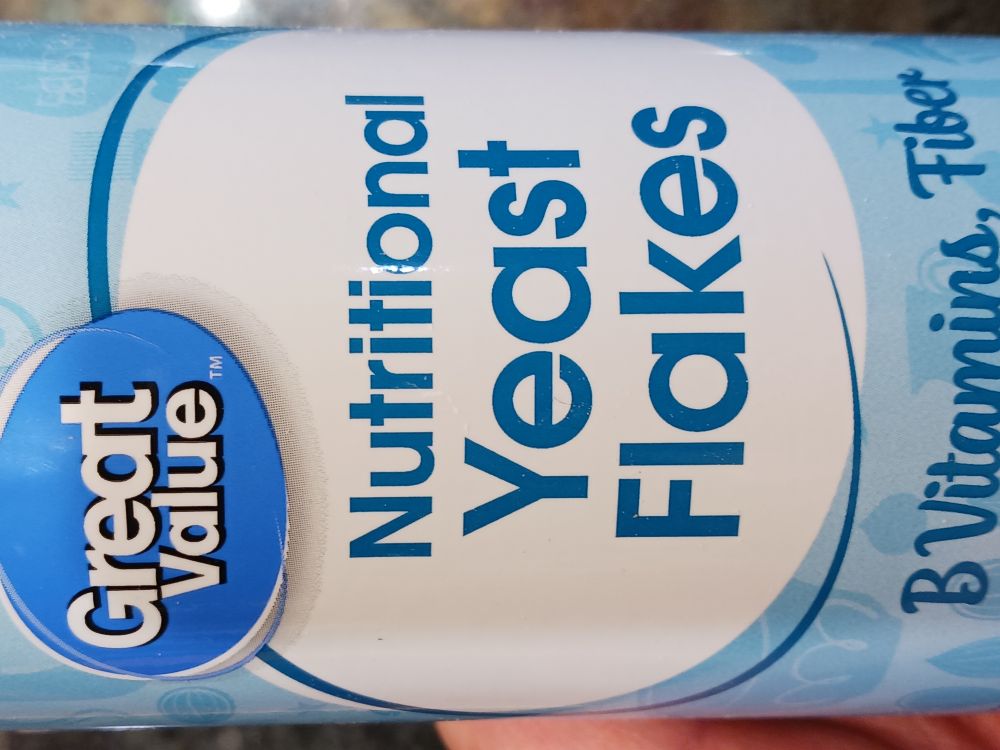 Great
Value™
Nutritional
Yeast
Flakes
B Vitamins, Fiber